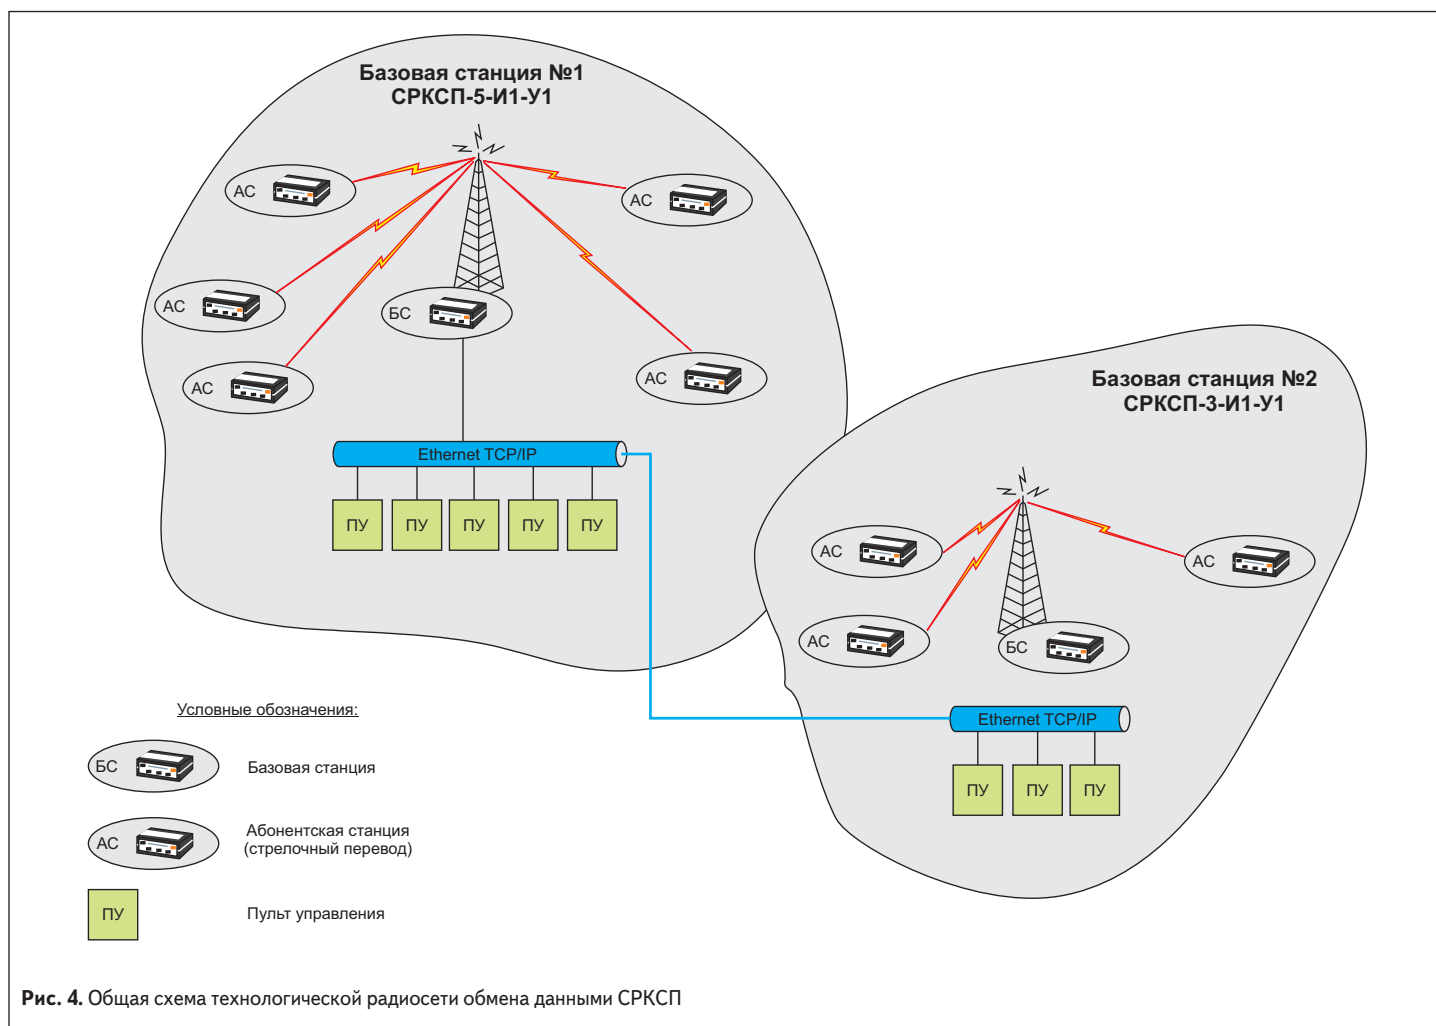 Базовая станция №1
СРКСП-5-И1-У1
АС
АС
АС
БС
АС
АС
Ethernet TCP/IP
ПУ
ПУ
ПУ
ПУ
ПУ
Базовая станция №2
СРКСП-3-И1-У1
АС
АС
АС
БС
Ethernet TCP/IP
ПУ
ПУ
ПУ
Условные обозначения:
БС
Базовая станция
АС
Абонентская станция
(стрелочный перевод)
ПУ
Пульт управления
Рис. 4. Общая схема технологической радиосети обмена данными СРКСП